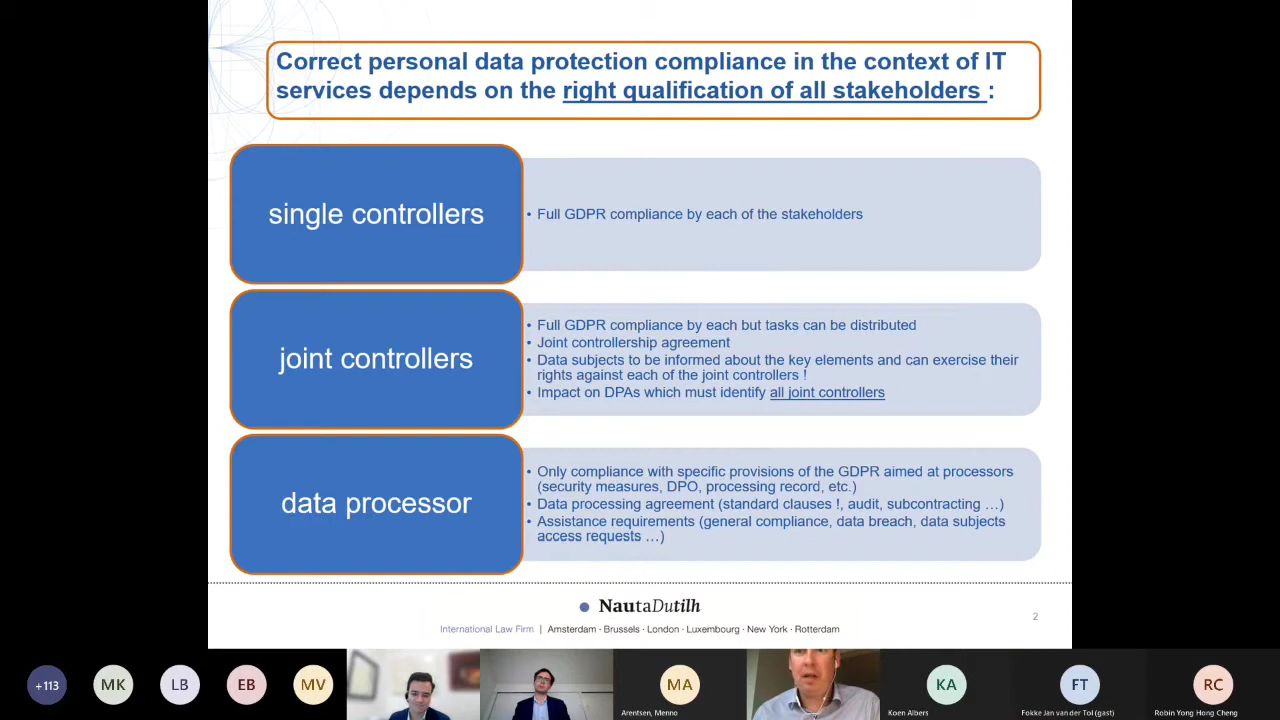 Correct personal data protection compliance in the context of IT
services depends on the right qualification of all stakeholders :
single controllers
• Full GDPR compliance by each of the stakeholders
joint controllers
• Full GDPR compliance by each but tasks can be distributed
• Joint controllership agreement
• Data subjects to be informed about the key elements and can exercise their
rights against each of the joint controllers !
• Impact on DPAs which must identify all joint controllers
data processor
• Only compliance with specific provisions of the GDPR aimed at processors
(security measures, DPO, processing record, etc.)
• Data processing agreement (standard clauses !, audit, subcontracting …)
• Assistance requirements (general compliance, data breach, data subjects
access requests …)
NautaDutilh
International Law Firm | Amsterdam · Brussels · London · Luxembourg · New York · Rotterdam
2
+113
MK
LB
EB
MV
MA
KA
FT
RC
Arentsen, Menno
Koen Albers
Fokke Jan van der Tol (gast)
Robin Yong Hong Cheng